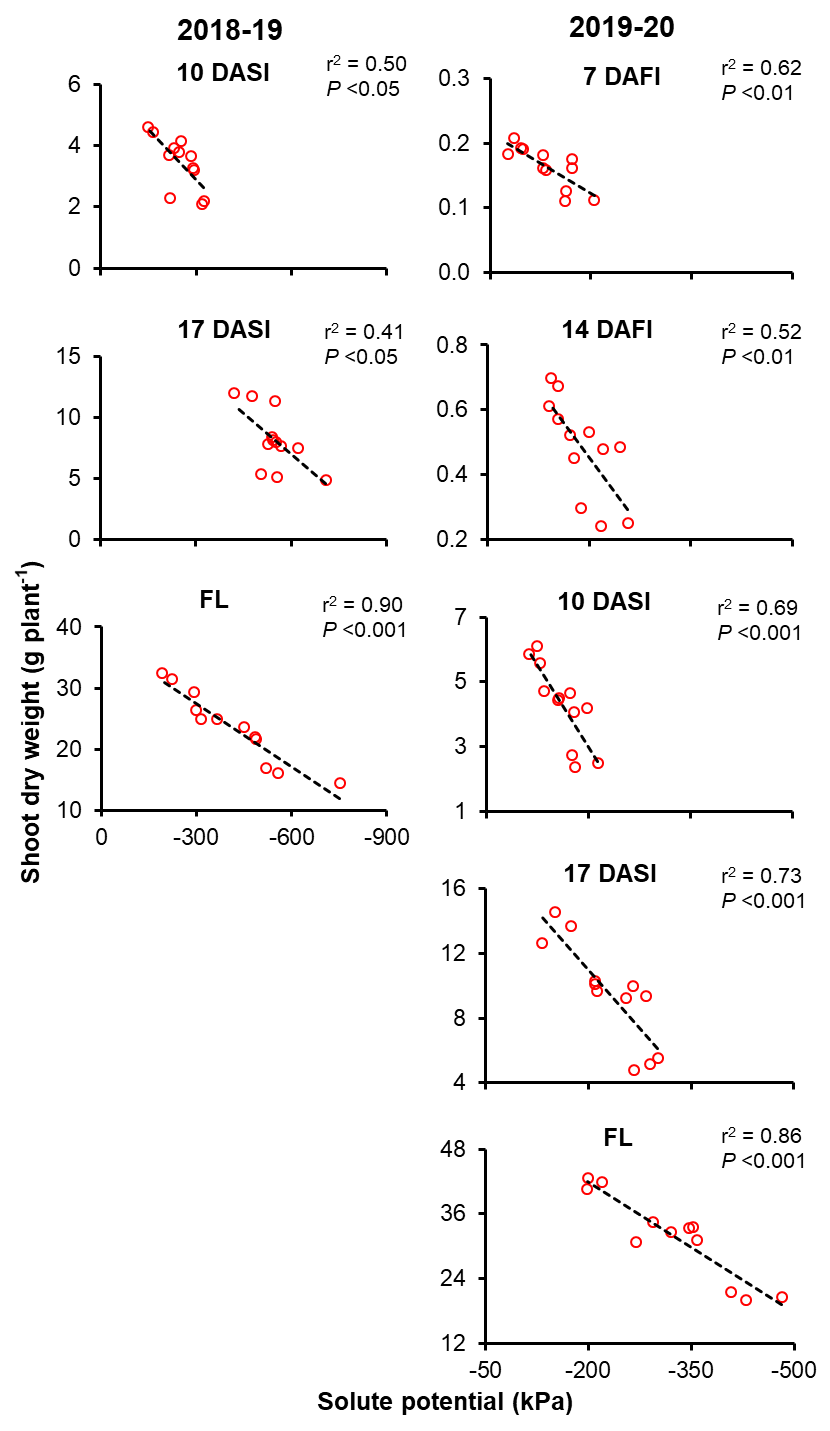 2018-19
2019-20
10 DASI
r² = 0.50
P <0.05
6
4
2
0
7 DAFI
r² = 0.62
P <0.01
0.3
0.2
0.1
0.0
17 DASI
r² = 0.41
P <0.05
15
10
5
0
14 DAFI
r² = 0.52
P <0.01
0.8
0.6
0.4
0.2
FL
r² = 0.90
P <0.001
40
30
20
10
0
-300
-600
-900
10 DASI
r² = 0.69
P <0.001
7
5
3
1
17 DASI
r² = 0.73
P <0.001
16
12
8
4
FL
r² = 0.86
P <0.001
48
36
24
12
-50
-200
-350
-500
Shoot dry weight (g plant⁻¹)
Solute potential (kPa)